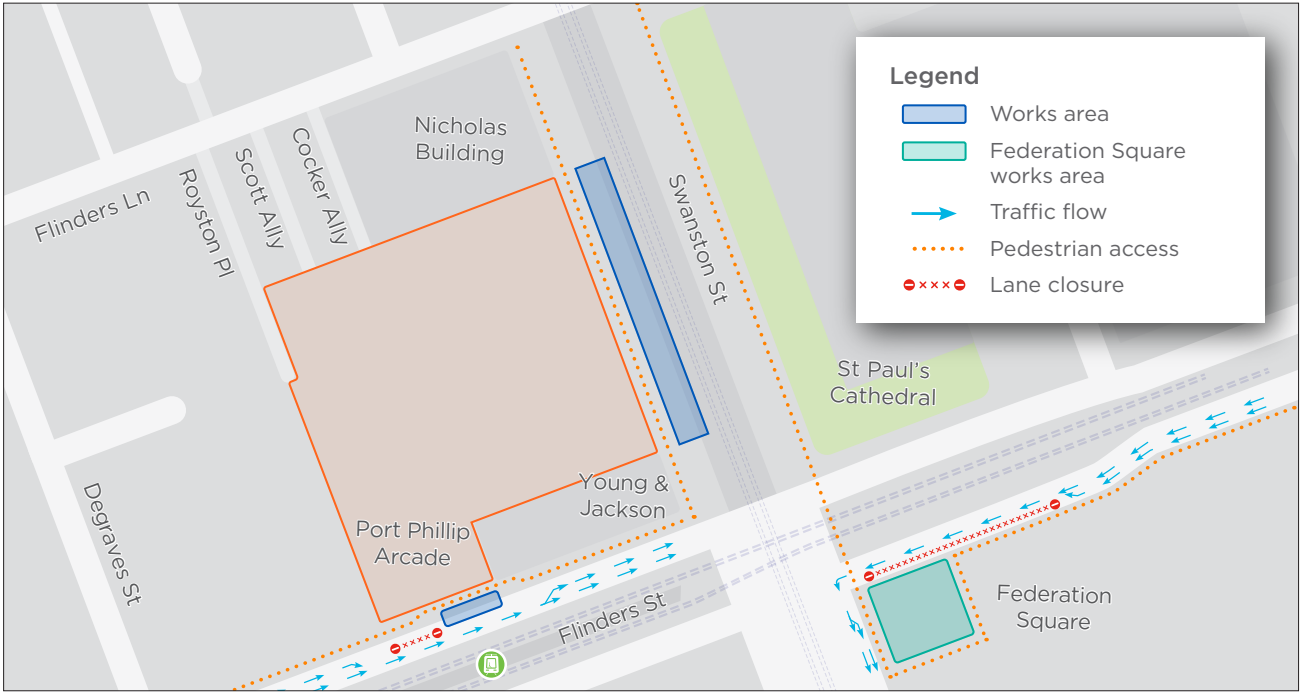 Legend
Works area
Federation Square
works area
Traffic flow
Pedestrian access
Lane closure
Nicholas
Building
Flinders Ln
Royston Pl
Scott Ally
Cocker Ally
Swanston St
St Paul's
Cathedral
Young &
Jackson
Port Phillip
Arcade
Degraves St
Flinders St
Federation
Square